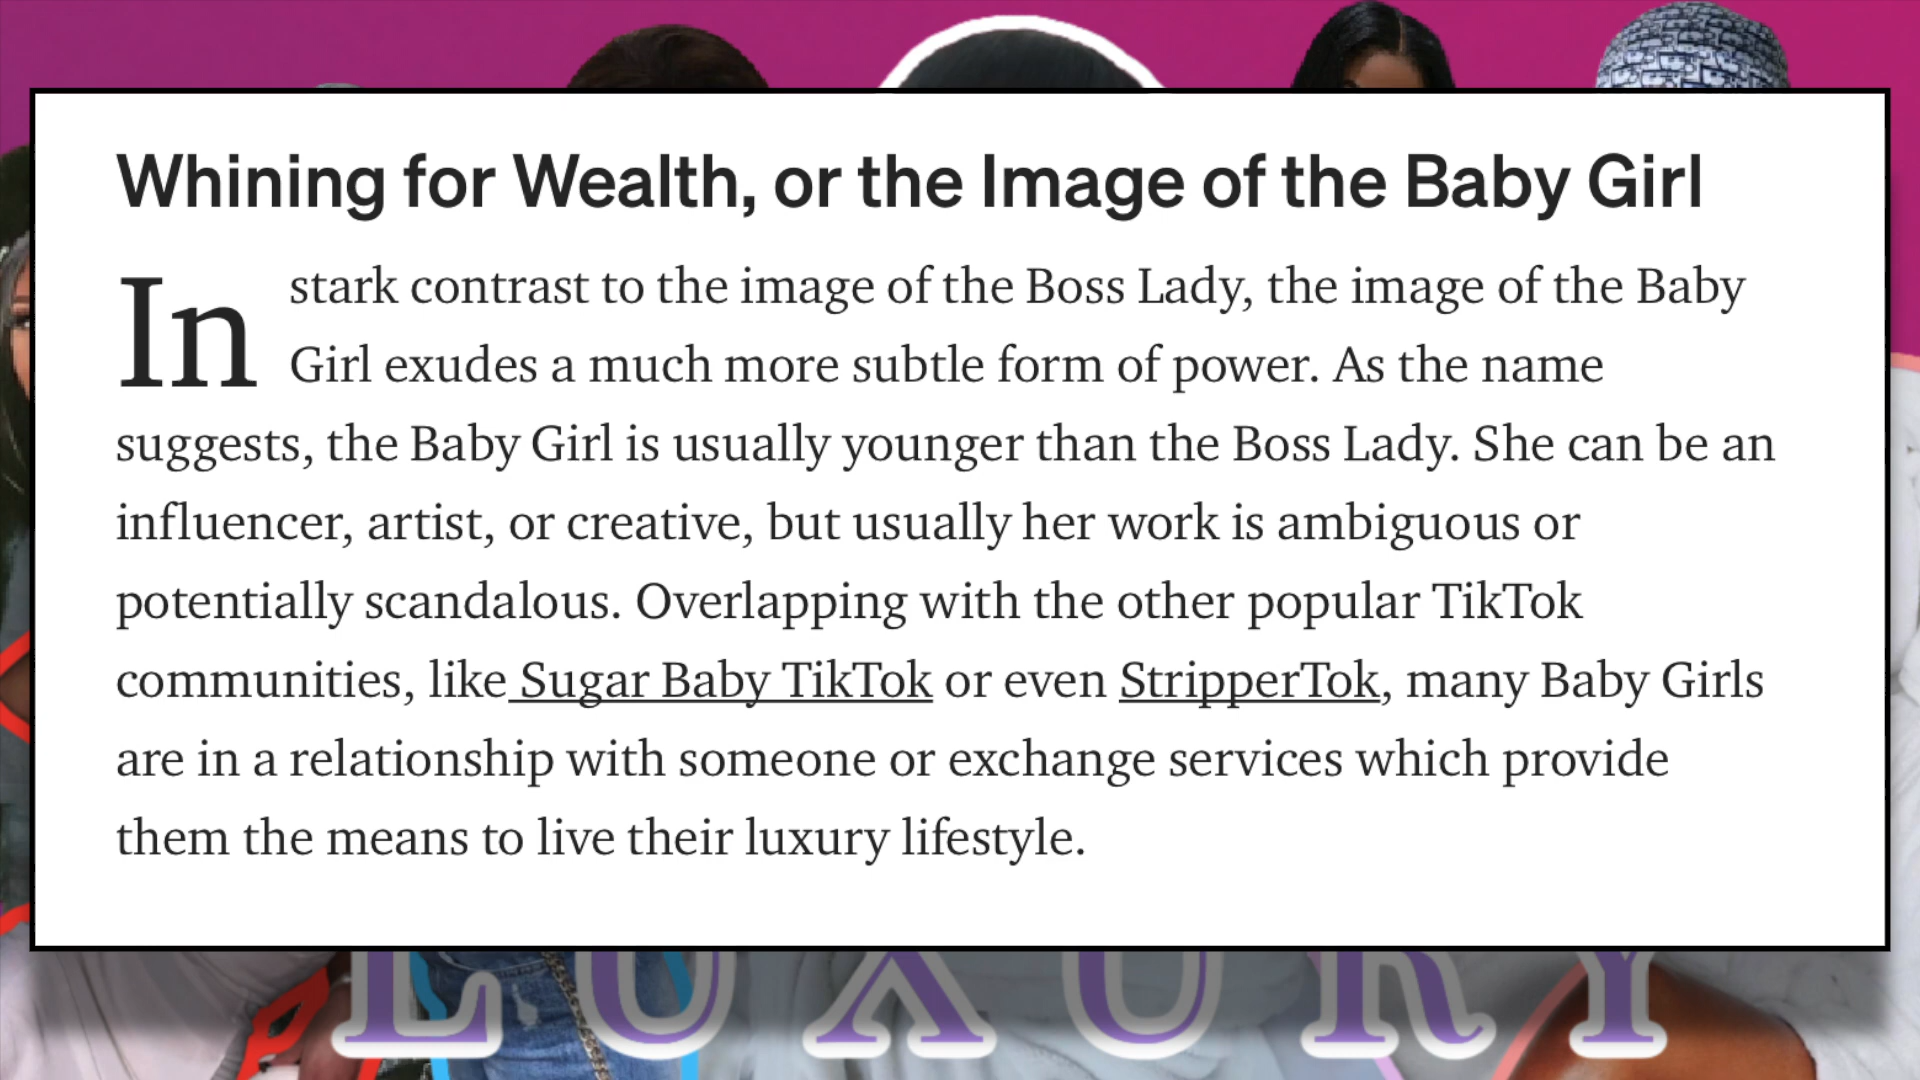 Whining for Wealth, or the Image of the Baby Girl
In stark contrast to the image of the Boss Lady, the image of the Baby
Girl exudes a much more subtle form of power. As the name
suggests, the Baby Girl is usually younger than the Boss Lady. She can be an
influencer, artist, or creative, but usually her work is ambiguous or
potentially scandalous. Overlapping with the other popular TikTok
communities, like Sugar Baby TikTok or even StripperTok, many Baby Girls
are in a relationship with someone or exchange services which provide
them the means to live their luxury lifestyle.
LUXURY